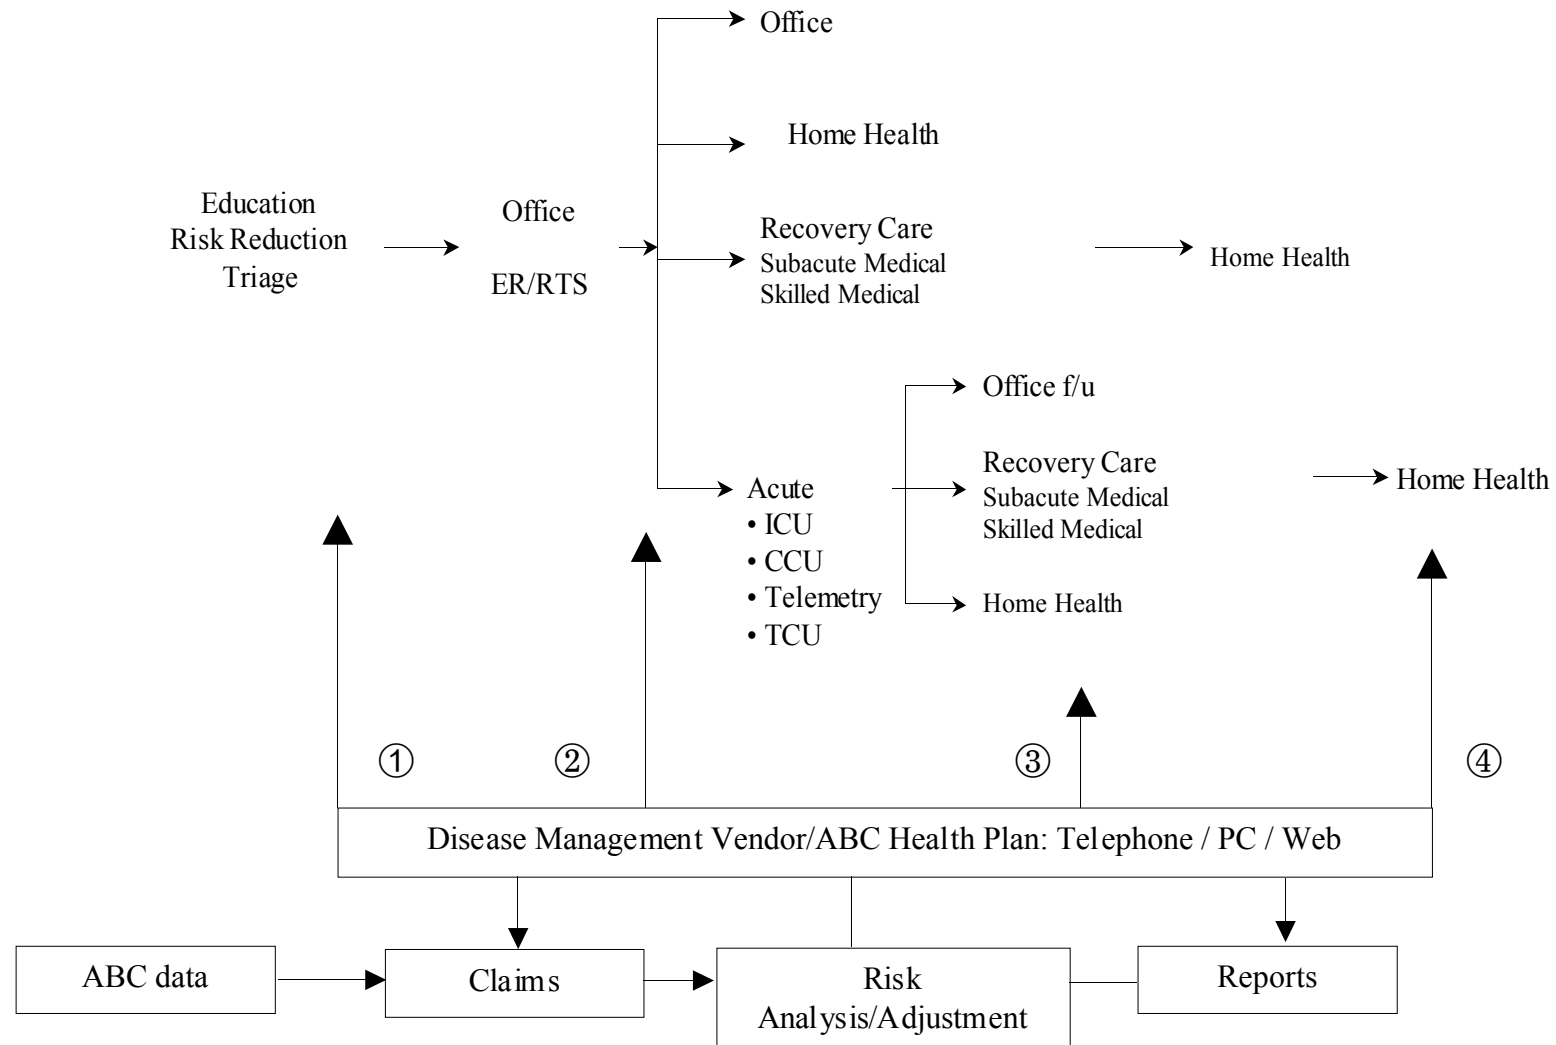 Office
Home Health
Education
Risk Reduction
Triage
Office
ER/RTS
Recovery Care
Subacute Medical
Skilled Medical
Home Health
Office f/u
Recovery Care
Subacute Medical
Skilled Medical
Home Health
Home Health
Acute
• ICU
• CCU
• Telemetry
• TCU
① ② ③ ④
Disease Management Vendor/ABC Health Plan: Telephone / PC / Web
ABC data
Claims
Risk
Analysis/Adjustment
Reports